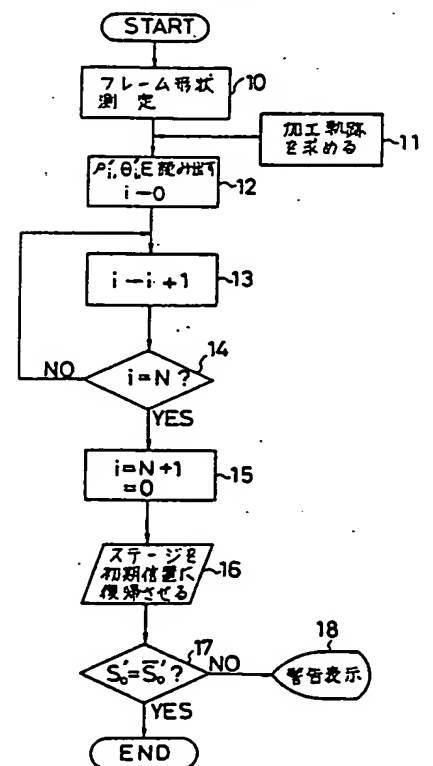 START
フレーム形状
測定
10
加工軌跡
を求める
11
ρ'i, θ'i, E 読み出す
i－0
12
i－i+1
13
i=N?
14
NO
YES
i=N+1
=0
15
ステージを
初期位置に
復帰させる
16
S₀'=S̄₀'?
17
NO
警告表示
18
YES
END